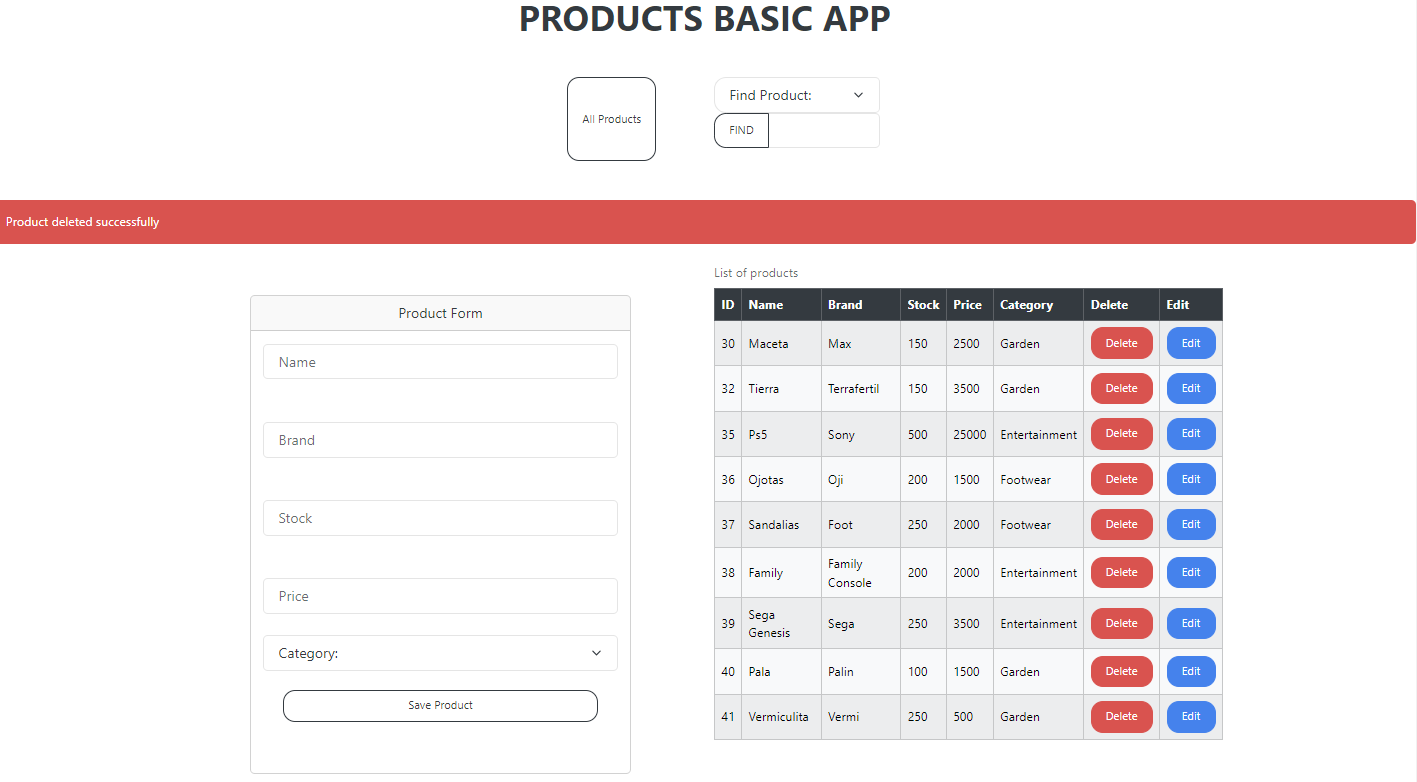 PRODUCTS BASIC APP
All Products
Find Product:
FIND
Product deleted successfully
Product Form
Name
Brand
Stock
Price
Category:
Save Product
List of products
ID Name Brand Stock Price Category Delete Edit
30 Maceta Max 150 2500 Garden Delete Edit
32 Tierra Terrafertil 150 3500 Garden Delete Edit
35 Ps5 Sony 500 25000 Entertainment Delete Edit
36 Ojotas Oji 200 1500 Footwear Delete Edit
37 Sandalias Foot 250 2000 Footwear Delete Edit
38 Family Family Console 200 2000 Entertainment Delete Edit
39 Sega Genesis Sega 250 3500 Entertainment Delete Edit
40 Pala Palin 100 1500 Garden Delete Edit
41 Vermiculita Vermi 250 500 Garden Delete Edit